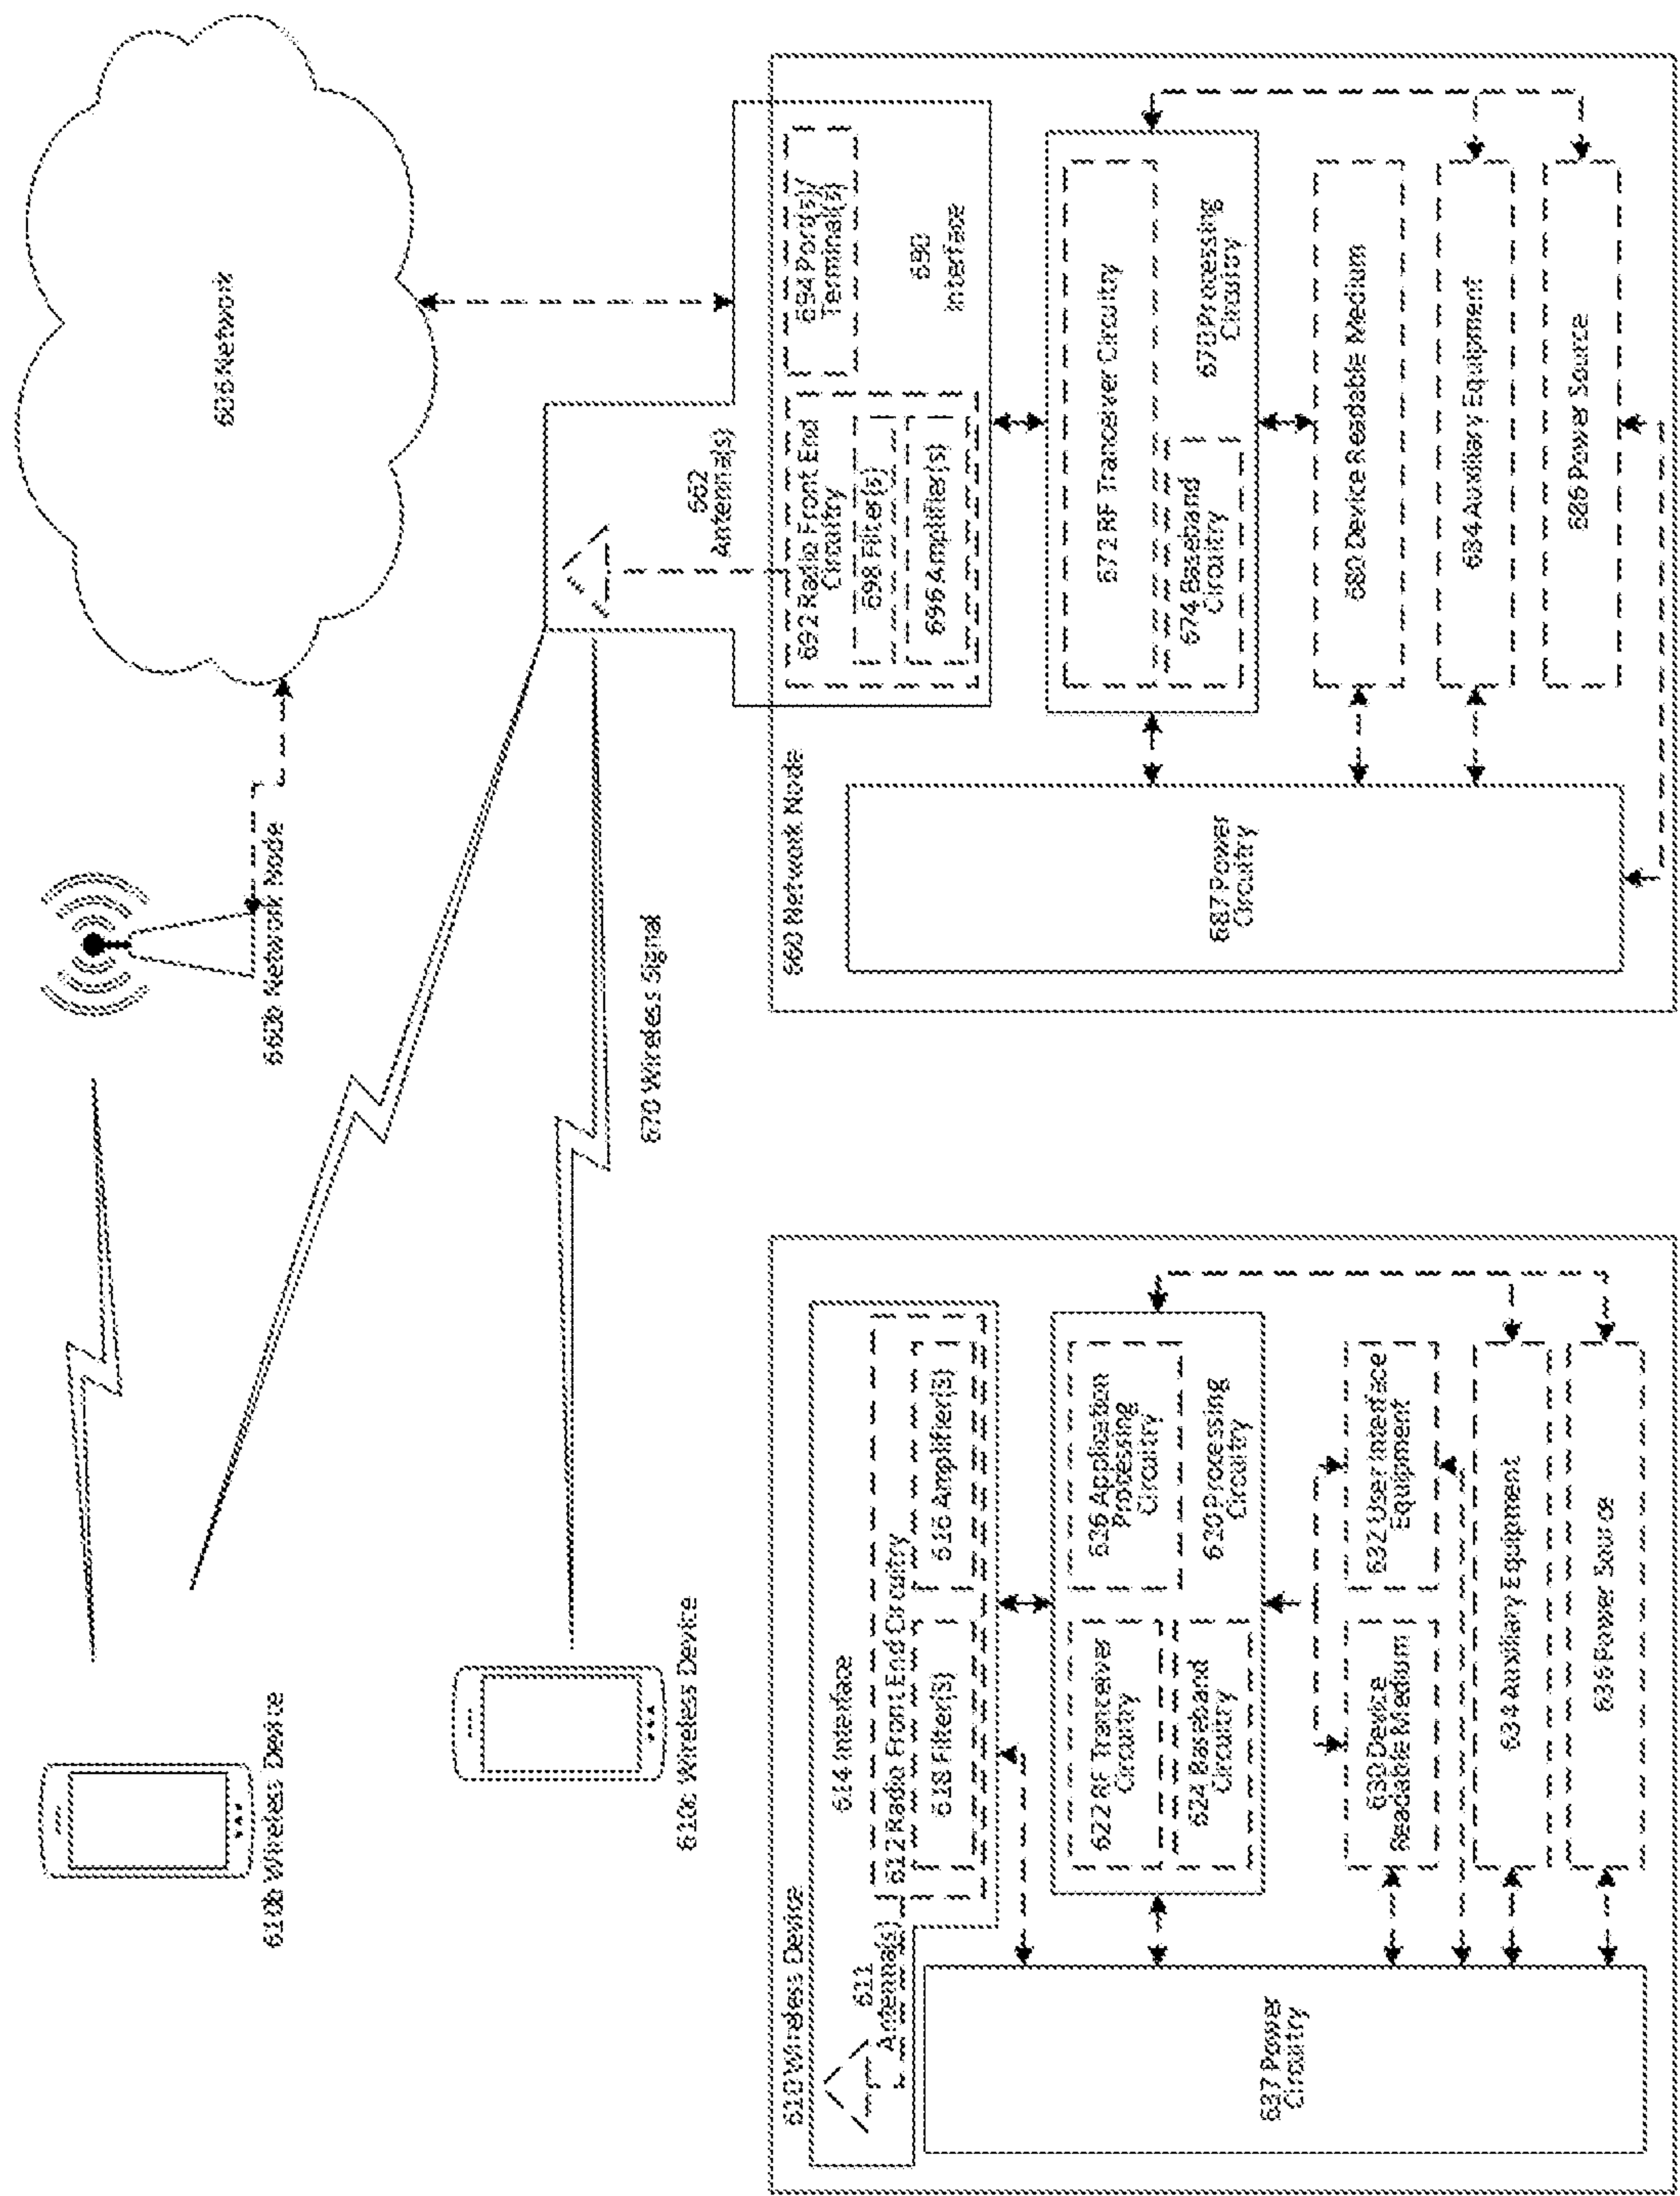 606 Network
660b Network Node
610b Wireless Device
610c Wireless Device
670 Wireless Signal
662
Antenna(s)
610 Wireless Device
614 Interface
611
Antenna(s)
612 Radio Front End Circuitry
618 Filter(s)
616 Amplifier(s)
622 RF Tranceiver
Circuitry
626 Application
Processing
Circuitry
624 Baseband
Circuitry
620 Processing
Circuitry
630 Device
Readable Medium
632 User Interface
Equipment
634 Auxiliary Equipment
636 Power Source
637 Power
Circuitry
660 Network Node
692 Radio Front End
Circuitry
694 Port(s)/
Terminal(s)
698 Filter(s)
696 Amplifier(s)
690
Interface
672 RF Tranceiver Circuitry
674 Baseband
Circuitry
670 Processing
Circuitry
680 Device Readable Medium
684 Auxiliary Equipment
686 Power Source
687 Power
Circuitry